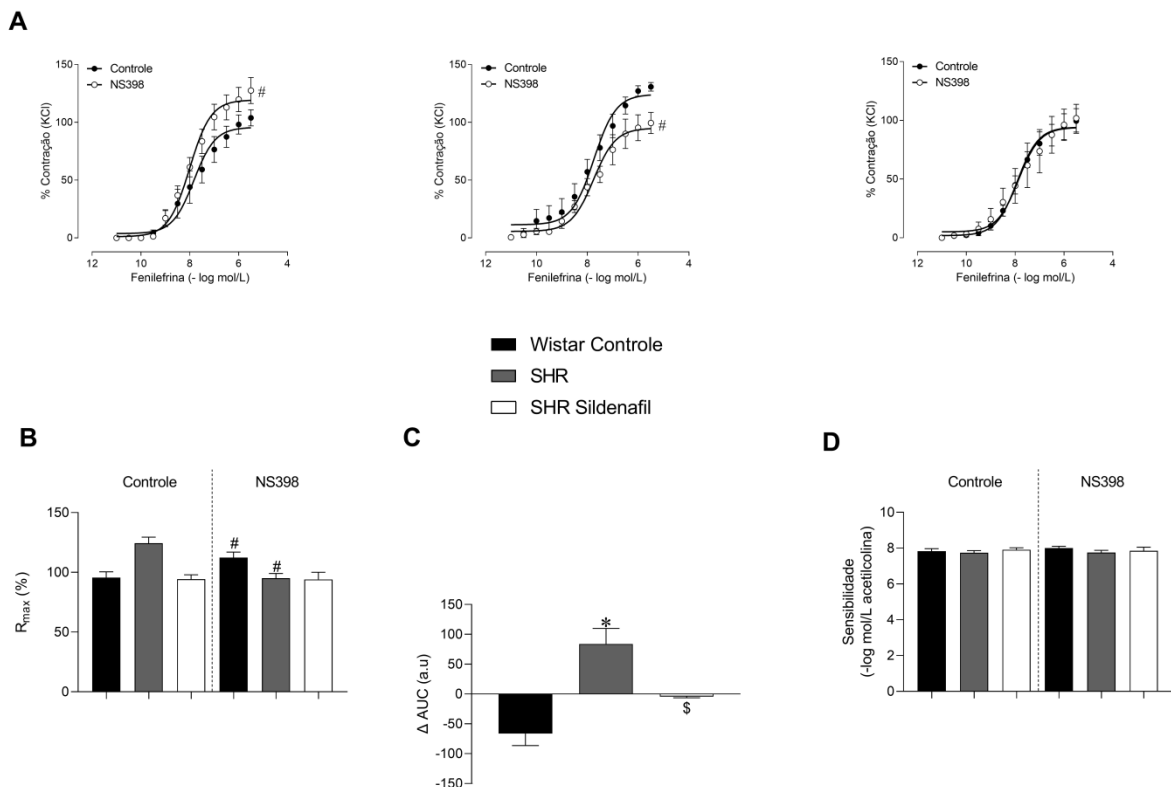 A
150
100
50
0
% Contração (KCl)
Controle
NS398
#
12 10 8 6 4
Fenilefrina (- log mol/L)
150
100
50
0
% Contração (KCl)
Controle
NS398
#
12 10 8 6 4
Fenilefrina (- log mol/L)
150
100
50
0
% Contração (KCl)
Controle
NS398
12 10 8 6 4
Fenilefrina (- log mol/L)
Wistar Controle
SHR
SHR Sildenafil
B
Controle NS398
150
100
50
0
Rmax (%)
# #
C
150
100
50
0
-50
-100
-150
Δ AUC (a.u)
*
$
D
Controle NS398
10
8
6
4
2
0
Sensibilidade
(-log mol/L acetilcolina)